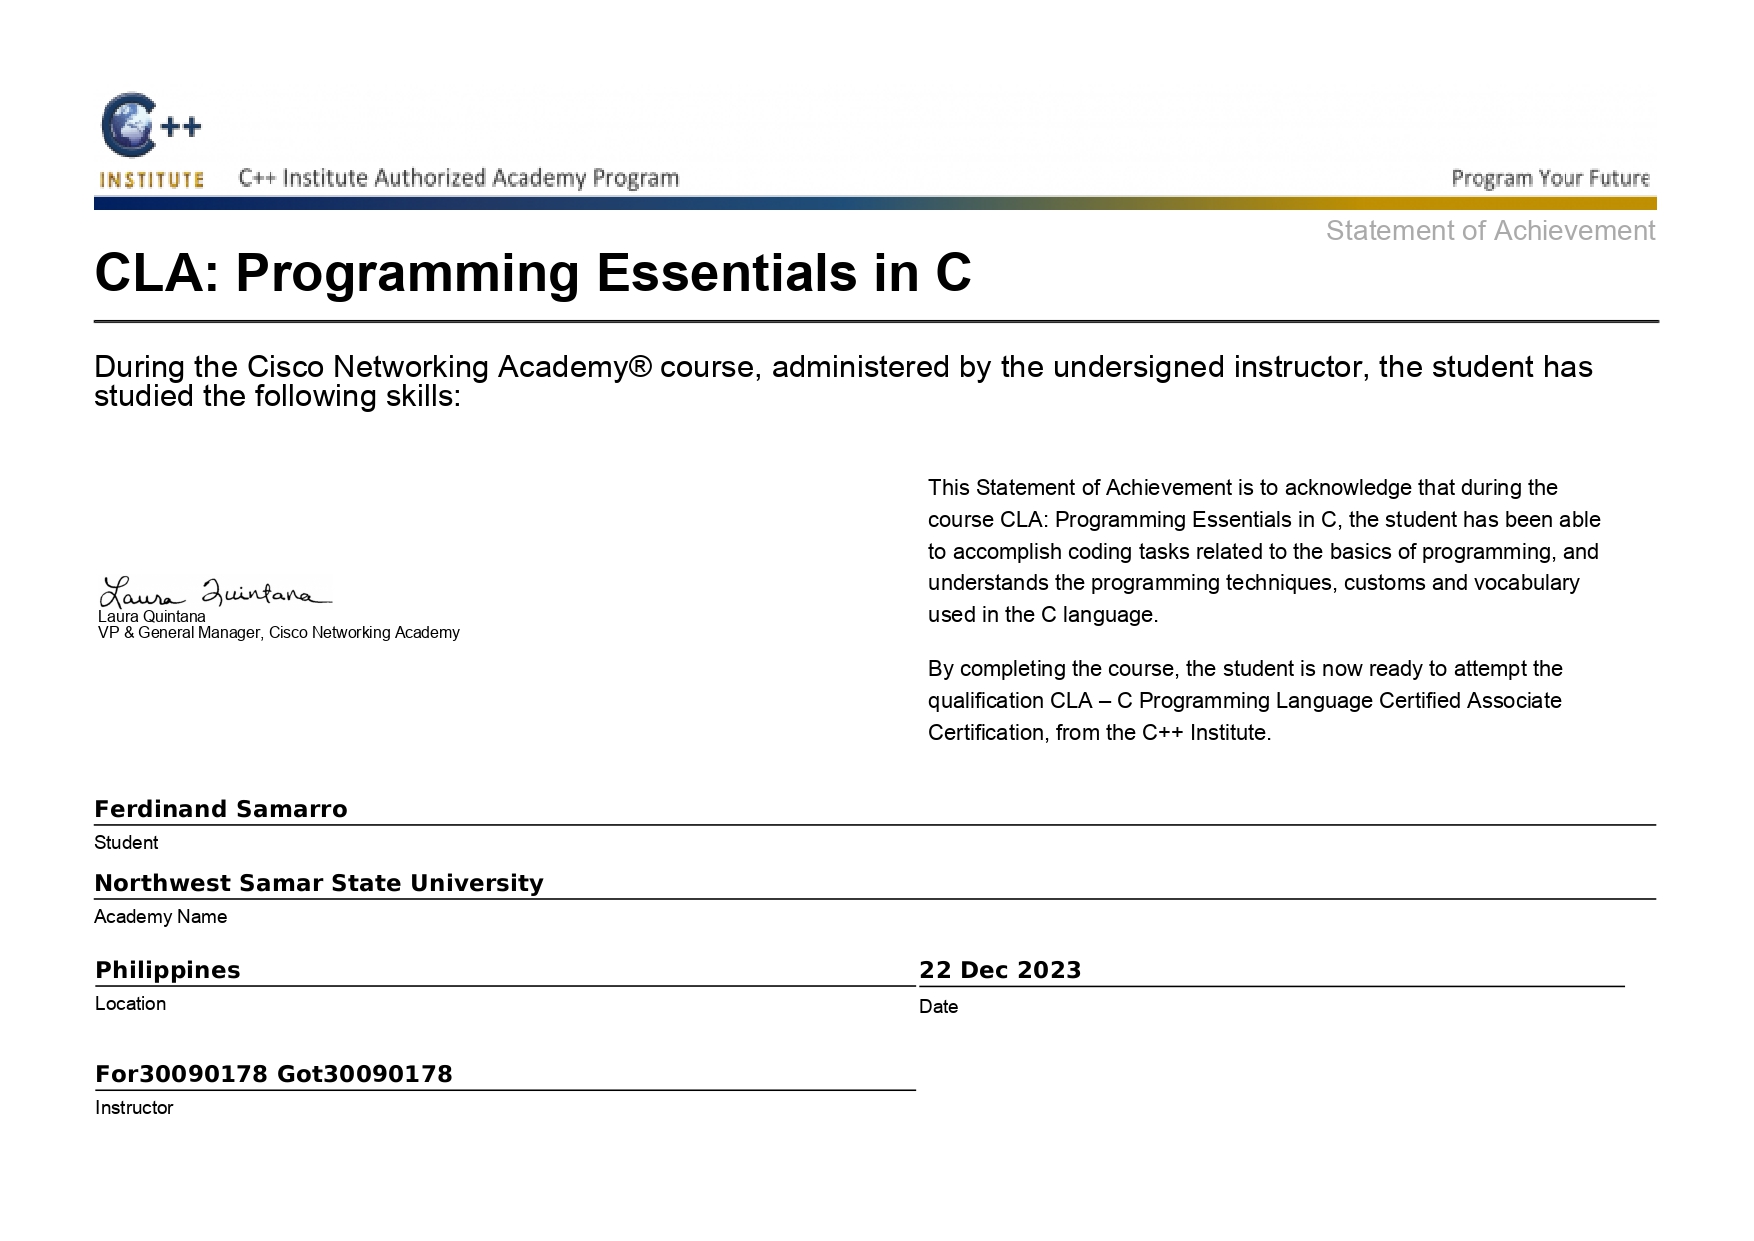 C++
INSTITUTE
C++ Institute Authorized Academy Program
Program Your Future
Statement of Achievement
CLA: Programming Essentials in C
During the Cisco Networking Academy® course, administered by the undersigned instructor, the student has
studied the following skills:
This Statement of Achievement is to acknowledge that during the
course CLA: Programming Essentials in C, the student has been able
to accomplish coding tasks related to the basics of programming, and
understands the programming techniques, customs and vocabulary
used in the C language.
By completing the course, the student is now ready to attempt the
qualification CLA – C Programming Language Certified Associate
Certification, from the C++ Institute.
Laura Quintana
Laura Quintana
VP & General Manager, Cisco Networking Academy
Ferdinand Samarro
Student
Northwest Samar State University
Academy Name
Philippines
Location
22 Dec 2023
Date
For30090178 Got30090178
Instructor